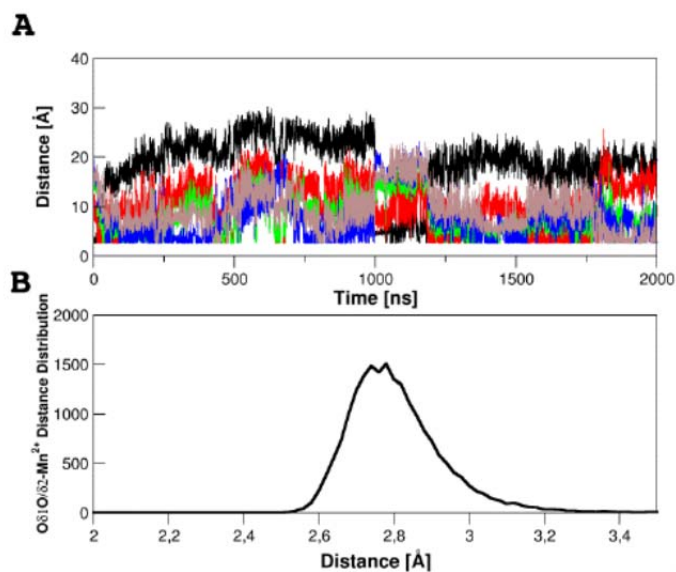 A
Distance [Å]
40
30
20
10
0
0 500 1000 1500 2000
Time [ns]
B
Oδ1O/δ2-Mn²⁺ Distance Distribution
2000
1500
1000
500
0
2 2,2 2,4 2,6 2,8 3 3,2 3,4
Distance [Å]